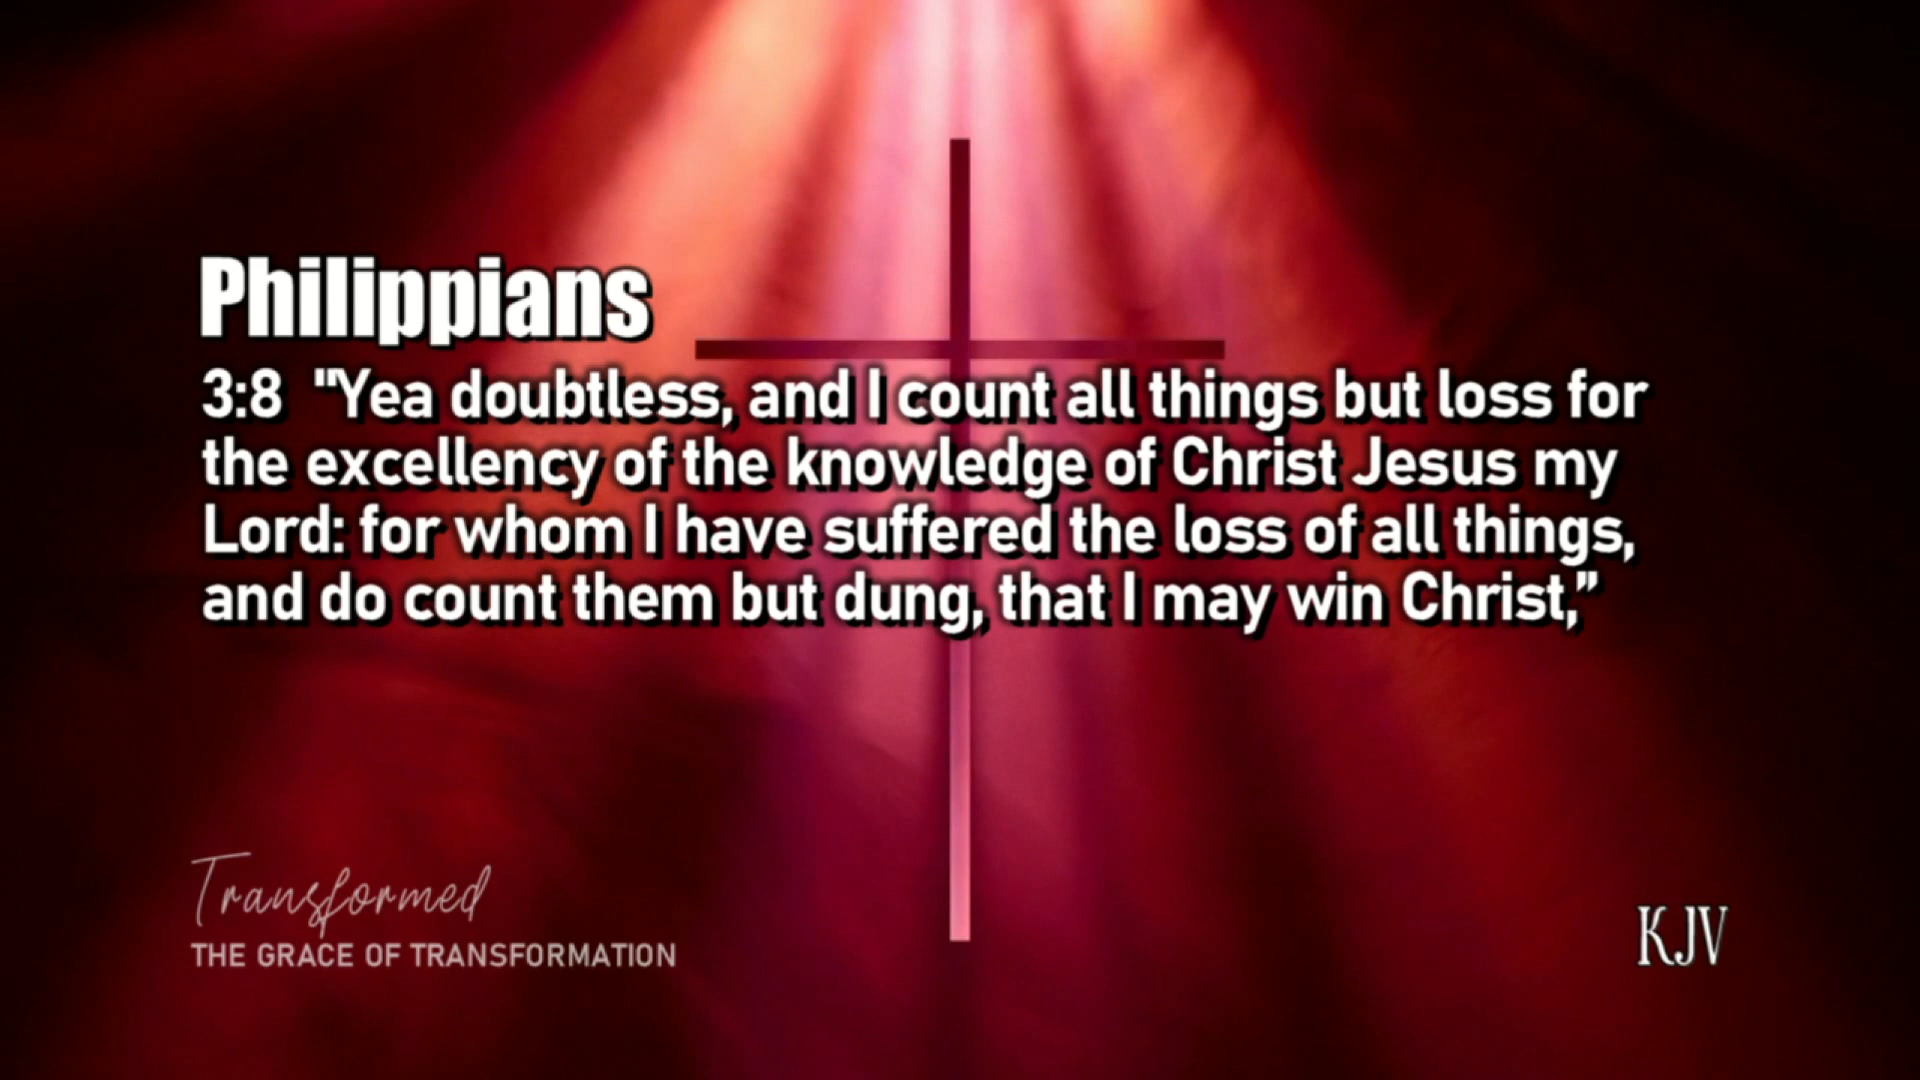 Philippians
3:8 "Yea doubtless, and I count all things but loss for
the excellency of the knowledge of Christ Jesus my
Lord: for whom I have suffered the loss of all things,
and do count them but dung, that I may win Christ,”
Transformed
THE GRACE OF TRANSFORMATION
KJV